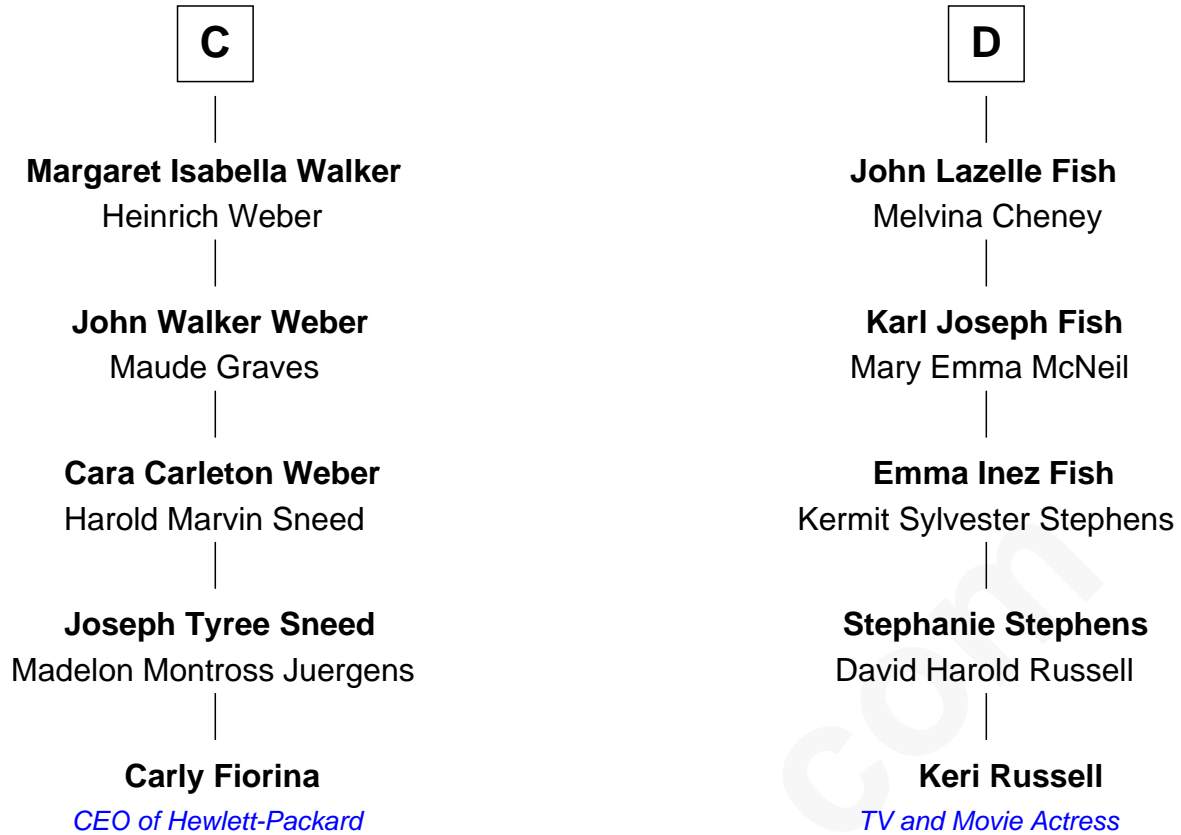 C
Margaret Isabella Walker
Heinrich Weber
John Walker Weber
Maude Graves
Cara Carleton Weber
Harold Marvin Sneed
Joseph Tyree Sneed
Madelon Montross Juergens
Carly Fiorina
CEO of Hewlett-Packard
D
John Lazelle Fish
Melvina Cheney
Karl Joseph Fish
Mary Emma McNeil
Emma Inez Fish
Kermit Sylvester Stephens
Stephanie Stephens
David Harold Russell
Keri Russell
TV and Movie Actress
com